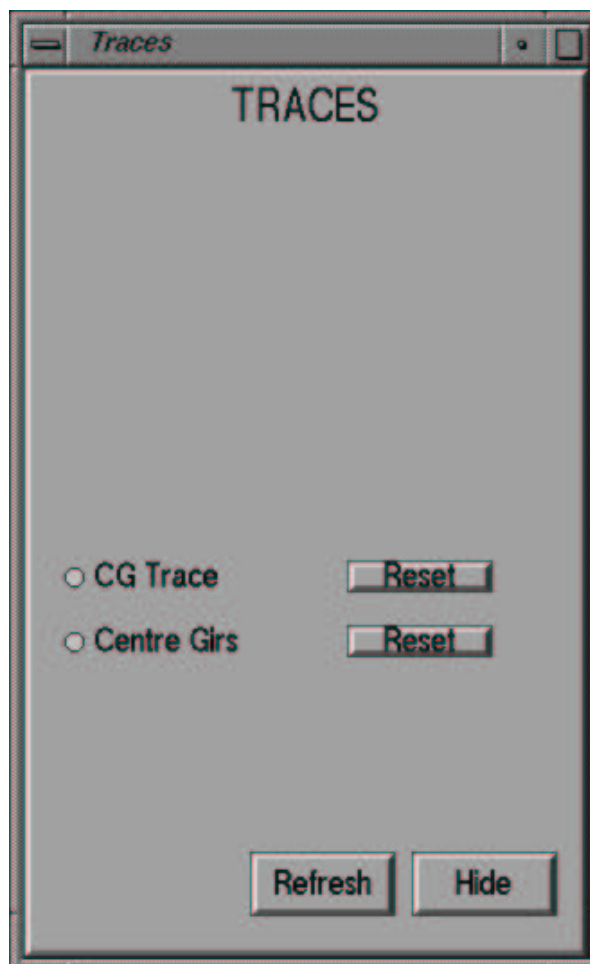 Traces
TRACES
CG Trace Reset
Centre Girs Reset
Refresh Hide